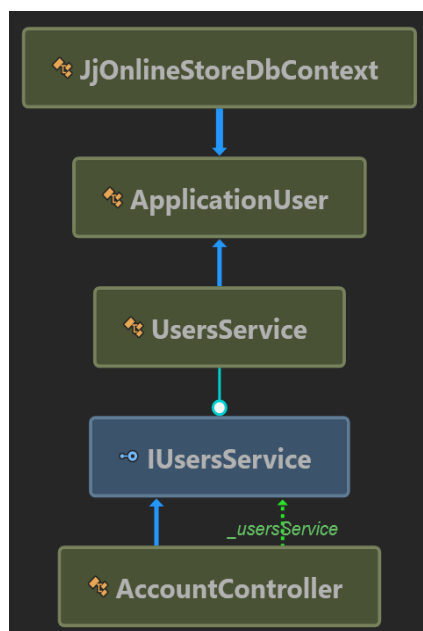 JjOnlineStoreDbContext
ApplicationUser
UsersService
IUsersService
_usersService
AccountController